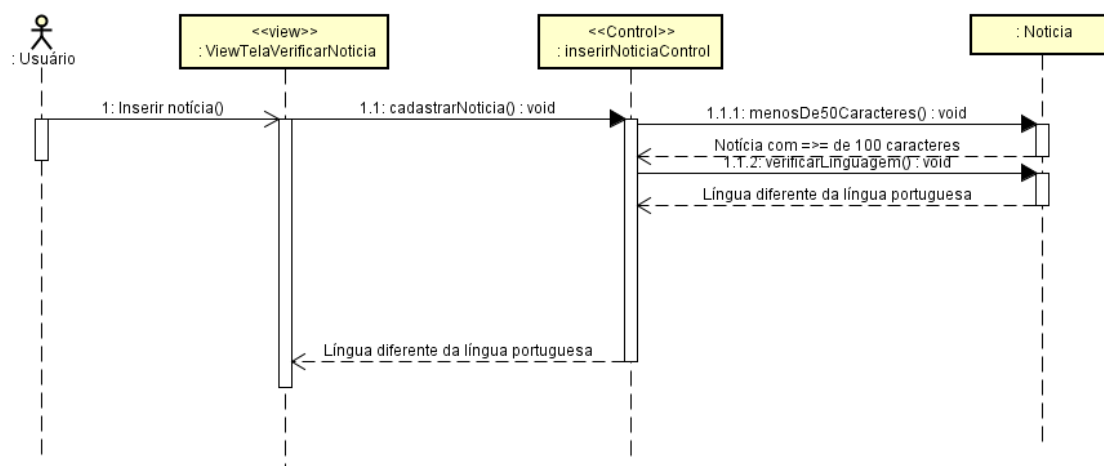 <<view>>
: ViewTelaVerificarNoticia
<<Control>>
: inserirNoticiaControl
: Noticia
: Usuário
1: Inserir notícia()
1.1: cadastrarNoticia() : void
1.1.1: menosDe50Caracteres() : void
Notícia com =>= de 100 caracteres
1.1.2: verificarLinguagem() : void
Língua diferente da língua portuguesa
Língua diferente da língua portuguesa